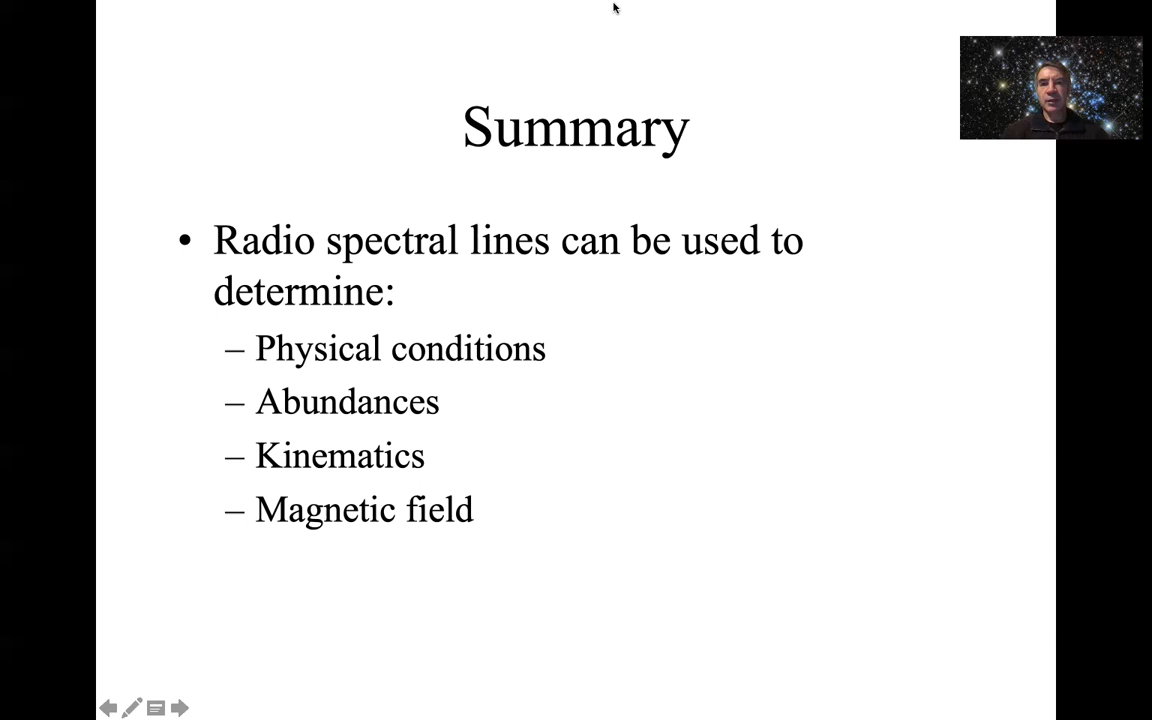 Summary
• Radio spectral lines can be used to
determine:
– Physical conditions
– Abundances
– Kinematics
– Magnetic field